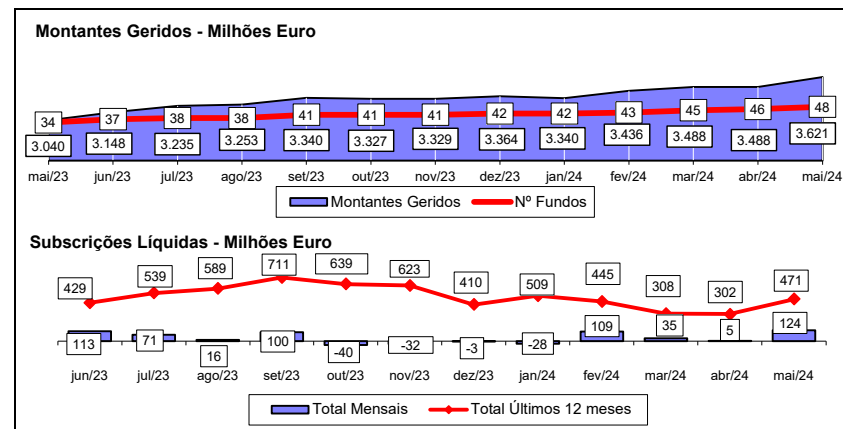 Montantes Geridos - Milhões Euro
34 37 38 38 41 41 41 42 42 43 45 46 48
3.040 3.148 3.235 3.253 3.340 3.327 3.329 3.364 3.340 3.436 3.488 3.488 3.621
mai/23 jun/23 jul/23 ago/23 set/23 out/23 nov/23 dez/23 jan/24 fev/24 mar/24 abr/24 mai/24
Montantes Geridos Nº Fundos
Subscrições Líquidas - Milhões Euro
429 539 589 711 639 623 410 509 445 308 302 471
113 71 16 100 -40 -32 -3 -28 109 35 5 124
jun/23 jul/23 ago/23 set/23 out/23 nov/23 dez/23 jan/24 fev/24 mar/24 abr/24 mai/24
Total Mensais Total Últimos 12 meses